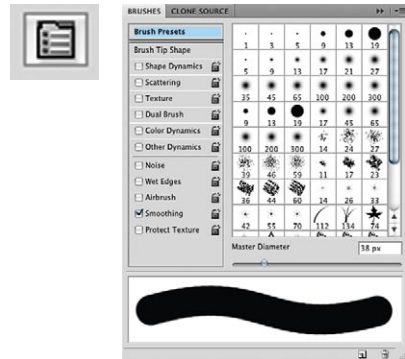 BRUSHES CLONE SOURCE
Brush Presets
Brush Tip Shape
Shape Dynamics
Scattering
Texture
Dual Brush
Color Dynamics
Other Dynamics
Noise
Wet Edges
Airbrush
Smoothing
Protect Texture
1 3 5 9 13 19
5 9 13 17 21 27
35 45 65 100 200 300
9 13 19 17 45 65
100 200 300 14 24 27
39 46 59 11 17 23
36 44 60 14 26 33
42 55 70 112 134 74
Master Diameter 38 px